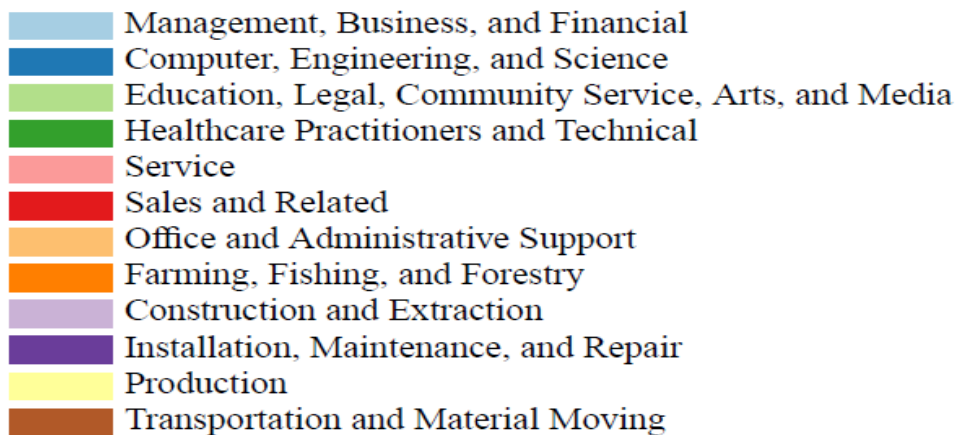 Management, Business, and Financial
Computer, Engineering, and Science
Education, Legal, Community Service, Arts, and Media
Healthcare Practitioners and Technical
Service
Sales and Related
Office and Administrative Support
Farming, Fishing, and Forestry
Construction and Extraction
Installation, Maintenance, and Repair
Production
Transportation and Material Moving